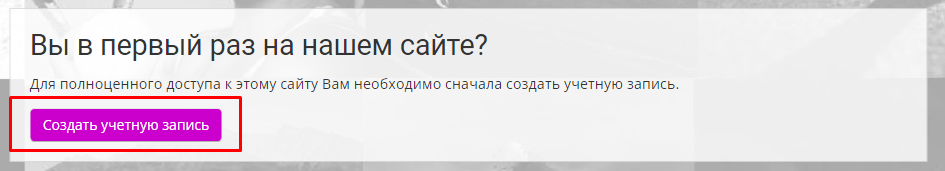 Вы в первый раз на нашем сайте?
Для полноценного доступа к этому сайту Вам необходимо сначала создать учетную запись.
Создать учетную запись